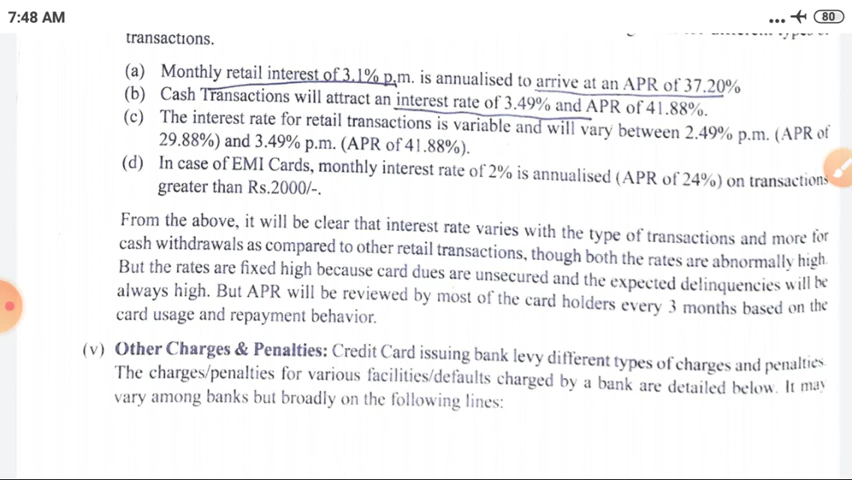 7:48 AM
80
transactions.
(a) Monthly retail interest of 3.1% p.m. is annualised to arrive at an APR of 37.20%
(b) Cash Transactions will attract an interest rate of 3.49% and APR of 41.88%.
(c) The interest rate for retail transactions is variable and will vary between 2.49% p.m. (APR of
29.88%) and 3.49% p.m. (APR of 41.88%).
(d) In case of EMI Cards, monthly interest rate of 2% is annualised (APR of 24%) on transactions
greater than Rs.2000/-.
From the above, it will be clear that interest rate varies with the type of transactions and more for
cash withdrawals as compared to other retail transactions, though both the rates are abnormally high.
But the rates are fixed high because card dues are unsecured and the expected delinquencies will be
always high. But APR will be reviewed by most of the card holders every 3 months based on the
card usage and repayment behavior.
(v) Other Charges & Penalties: Credit Card issuing bank levy different types of charges and penalties.
The charges/penalties for various facilities/defaults charged by a bank are detailed below. It may
vary among banks but broadly on the following lines: